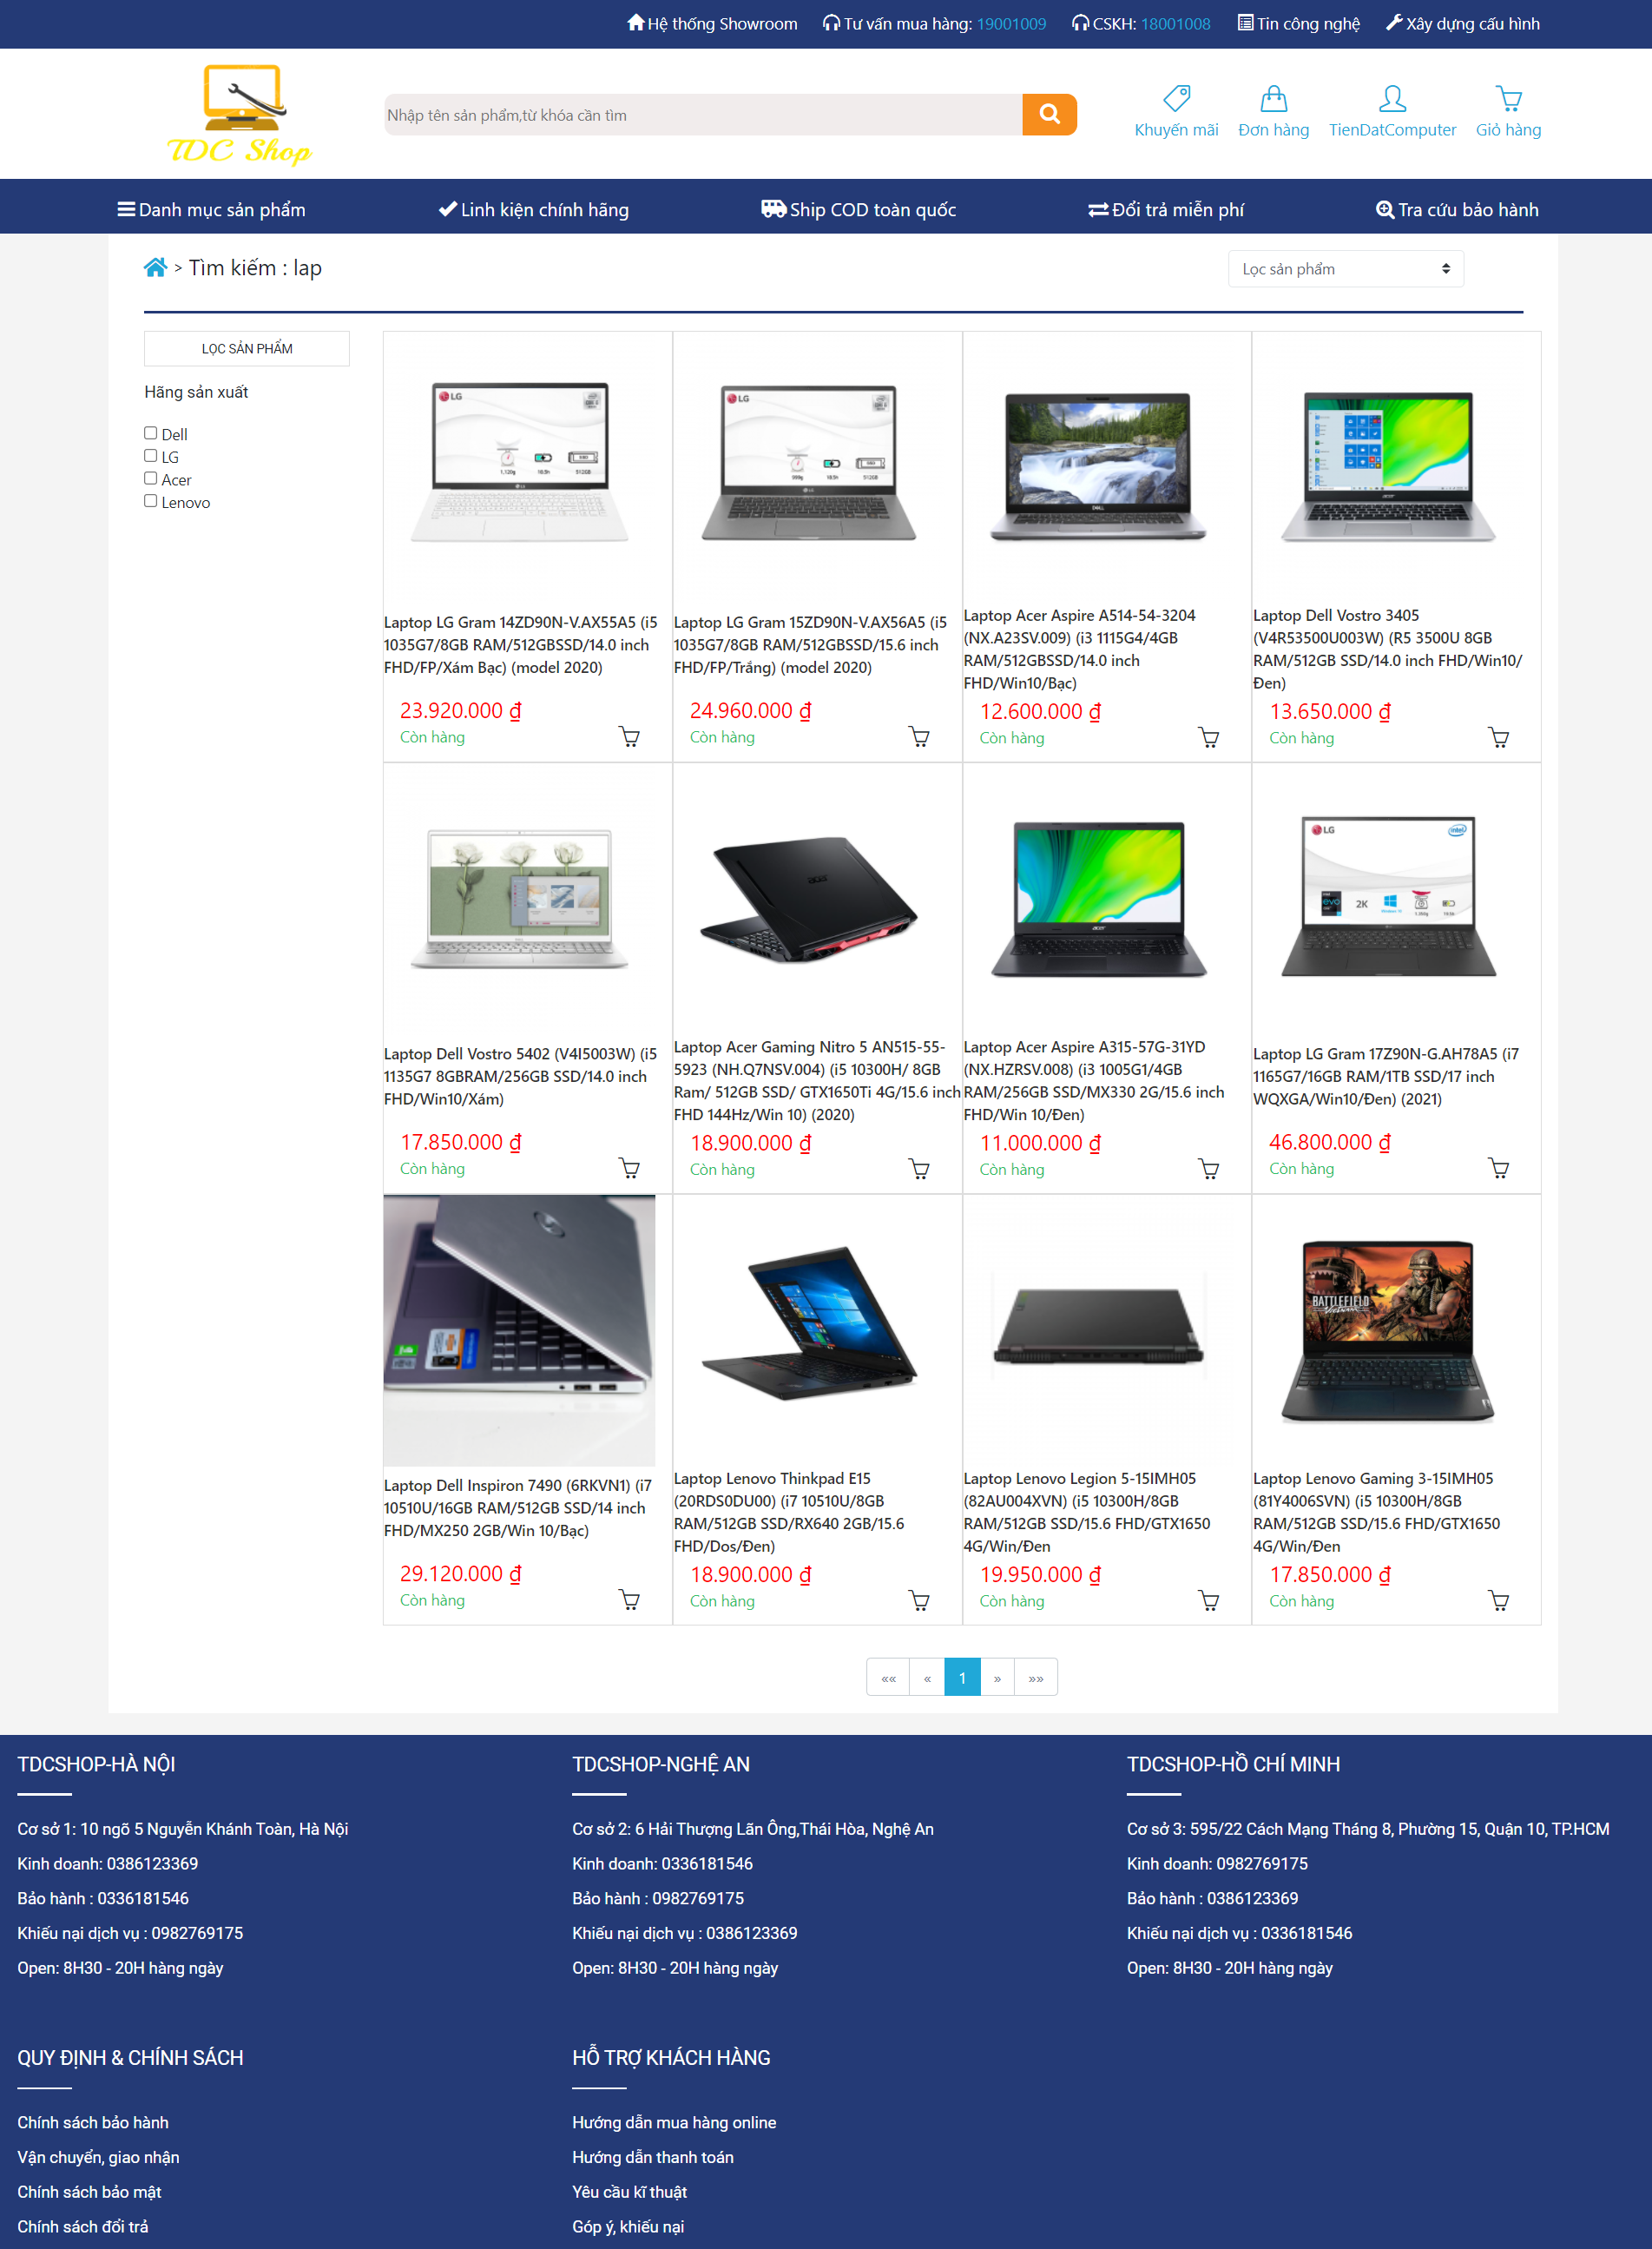 Hệ thống Showroom Tư vấn mua hàng: 19001009 CSKH: 18001008 Tin công nghệ Xây dựng cấu hình
TDC Shop
Nhập tên sản phẩm,từ khóa cần tìm
Khuyến mãi Đơn hàng TienDatComputer Giỏ hàng
Danh mục sản phẩm Linh kiện chính hãng Ship COD toàn quốc Đổi trả miễn phí Tra cứu bảo hành
> Tìm kiếm : lap
Lọc sản phẩm
LỌC SẢN PHẨM
Hãng sản xuất
Dell
LG
Acer
Lenovo
Laptop LG Gram 14ZD90N-V.AX55A5 (i5
1035G7/8GB RAM/512GBSSD/14.0 inch
FHD/FP/Xám Bạc) (model 2020)
23.920.000 ₫
Còn hàng
Laptop LG Gram 15ZD90N-V.AX56A5 (i5
1035G7/8GB RAM/512GBSSD/15.6 inch
FHD/FP/Trắng) (model 2020)
24.960.000 ₫
Còn hàng
Laptop Acer Aspire A514-54-3204
(NX.A23SV.009) (i3 1115G4/4GB
RAM/512GBSSD/14.0 inch
FHD/Win10/Bạc)
12.600.000 ₫
Còn hàng
Laptop Dell Vostro 3405
(V4R53500U003W) (R5 3500U 8GB
RAM/512GB SSD/14.0 inch FHD/Win10/
Đen)
13.650.000 ₫
Còn hàng
Laptop Dell Vostro 5402 (V4I5003W) (i5
1135G7 8GBRAM/256GB SSD/14.0 inch
FHD/Win10/Xám)
17.850.000 ₫
Còn hàng
Laptop Acer Gaming Nitro 5 AN515-55-
5923 (NH.Q7NSV.004) (i5 10300H/ 8GB
Ram/ 512GB SSD/ GTX1650Ti 4G/15.6 inch
FHD 144Hz/Win 10) (2020)
18.900.000 ₫
Còn hàng
Laptop Acer Aspire A315-57G-31YD
(NX.HZRSV.008) (i3 1005G1/4GB
RAM/256GB SSD/MX330 2G/15.6 inch
FHD/Win 10/Đen)
11.000.000 ₫
Còn hàng
Laptop LG Gram 17Z90N-G.AH78A5 (i7
1165G7/16GB RAM/1TB SSD/17 inch
WQXGA/Win10/Đen) (2021)
46.800.000 ₫
Còn hàng
Laptop Dell Inspiron 7490 (6RKVN1) (i7
10510U/16GB RAM/512GB SSD/14 inch
FHD/MX250 2GB/Win 10/Bạc)
29.120.000 ₫
Còn hàng
Laptop Lenovo Thinkpad E15
(20RDS0DU00) (i7 10510U/8GB
RAM/512GB SSD/RX640 2GB/15.6
FHD/Dos/Đen)
18.900.000 ₫
Còn hàng
BATTLEFIELD
Vietnam
Laptop Lenovo Legion 5-15IMH05
(82AU004XVN) (i5 10300H/8GB
RAM/512GB SSD/15.6 FHD/GTX1650
4G/Win/Đen
19.950.000 ₫
Còn hàng
Laptop Lenovo Gaming 3-15IMH05
(81Y4006SVN) (i5 10300H/8GB
RAM/512GB SSD/15.6 FHD/GTX1650
4G/Win/Đen
17.850.000 ₫
Còn hàng
«« « 1 » »»
TDCSHOP-HÀ NỘI
Cơ sở 1: 10 ngõ 5 Nguyễn Khánh Toàn, Hà Nội
Kinh doanh: 0386123369
Bảo hành : 0336181546
Khiếu nại dịch vụ : 0982769175
Open: 8H30 - 20H hàng ngày
TDCSHOP-NGHỆ AN
Cơ sở 2: 6 Hải Thượng Lãn Ông,Thái Hòa, Nghệ An
Kinh doanh: 0336181546
Bảo hành : 0982769175
Khiếu nại dịch vụ : 0386123369
Open: 8H30 - 20H hàng ngày
TDCSHOP-HỒ CHÍ MINH
Cơ sở 3: 595/22 Cách Mạng Tháng 8, Phường 15, Quận 10, TP.HCM
Kinh doanh: 0982769175
Bảo hành : 0386123369
Khiếu nại dịch vụ : 0336181546
Open: 8H30 - 20H hàng ngày
QUY ĐỊNH & CHÍNH SÁCH
Chính sách bảo hành
Vận chuyển, giao nhận
Chính sách bảo mật
Chính sách đổi trả
HỖ TRỢ KHÁCH HÀNG
Hướng dẫn mua hàng online
Hướng dẫn thanh toán
Yêu cầu kĩ thuật
Góp ý, khiếu nại